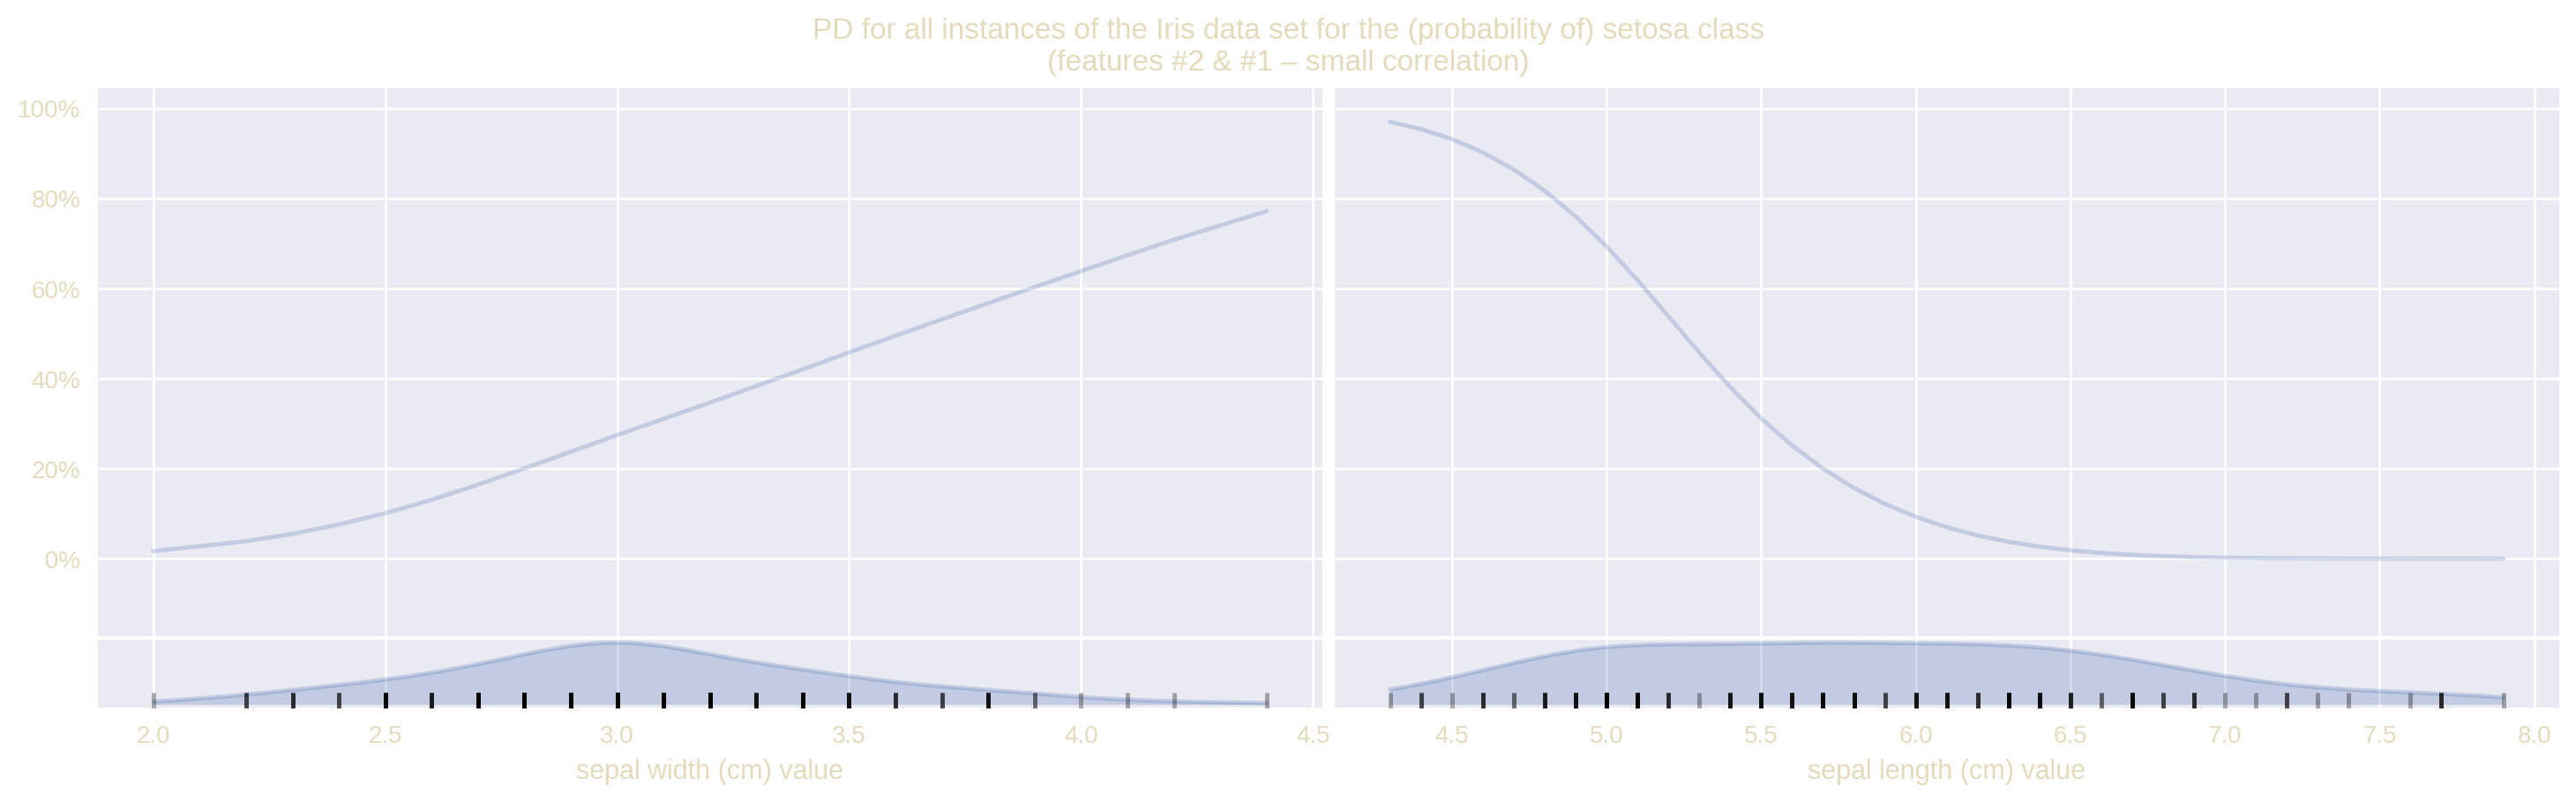 PD for all instances of the Iris data set for the (probability of) setosa class
(features #2 & #1 – small correlation)
100%
80%
60%
40%
20%
0%
2.0 2.5 3.0 3.5 4.0 4.5
sepal width (cm) value
4.5 5.0 5.5 6.0 6.5 7.0 7.5 8.0
sepal length (cm) value